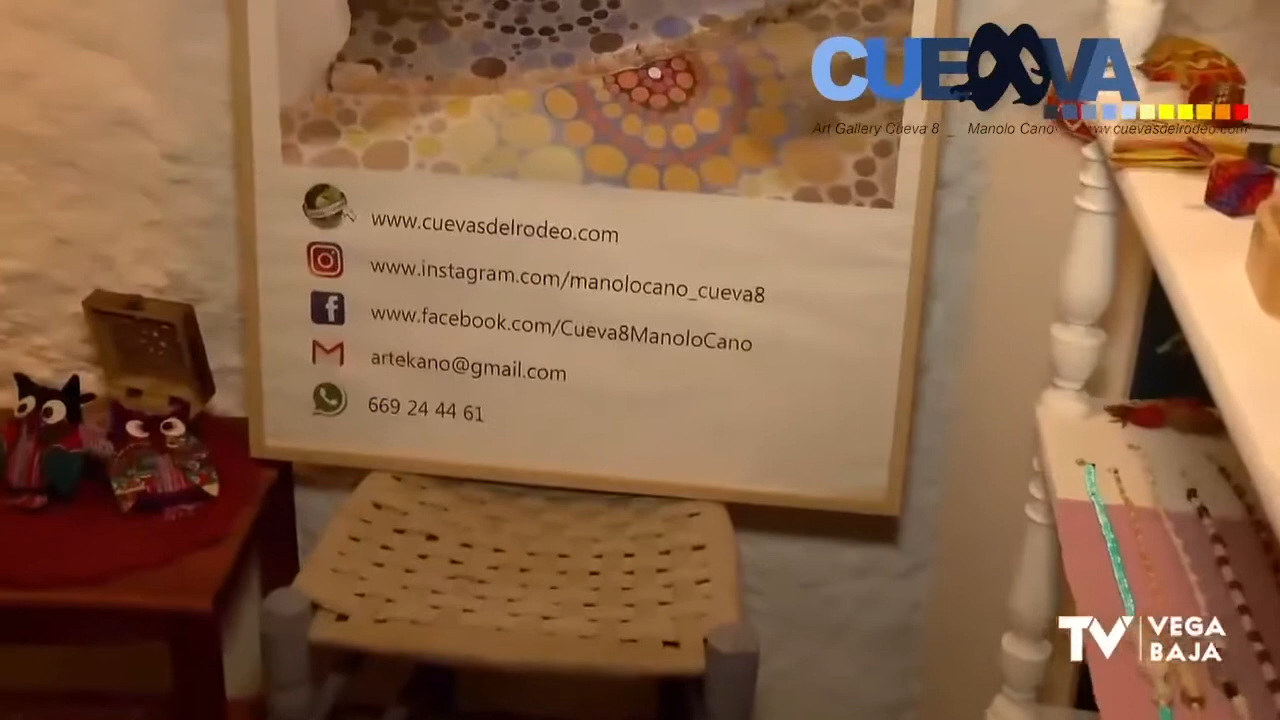 CUEVA
Art Gallery Cueva 8 _ Manolo Cano www.cuevasdelrodeo.com
www.cuevasdelrodeo.com
www.instagram.com/manolocano_cueva8
www.facebook.com/Cueva8ManoloCano
artekano@gmail.com
669 24 44 61
TV VEGA
BAJA